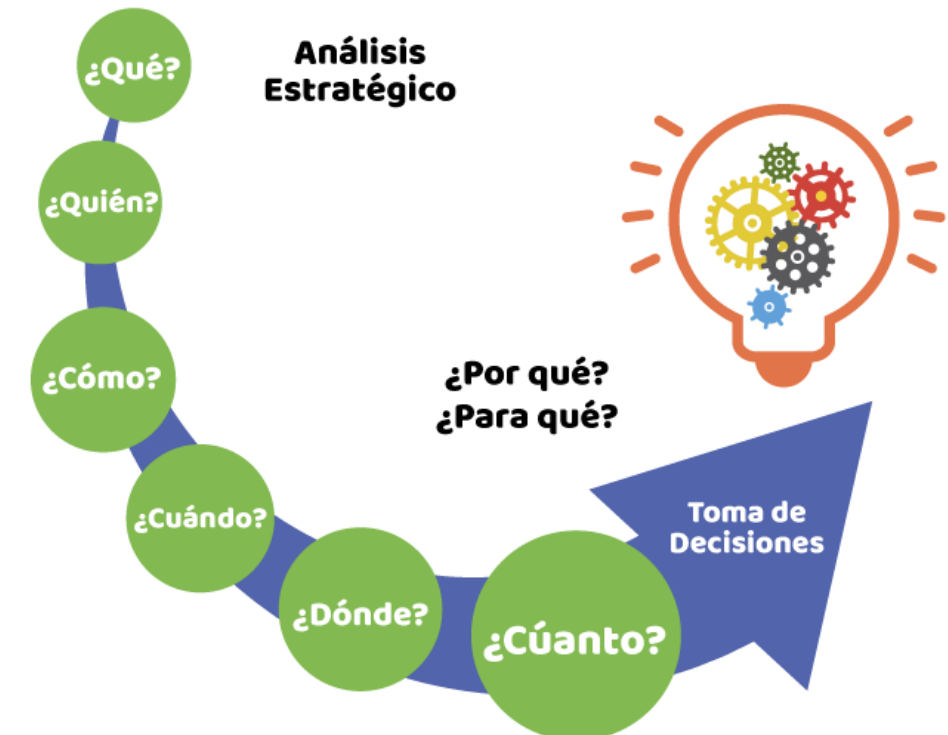 Análisis
Estratégico
¿Qué?
¿Quién?
¿Cómo?
¿Cuándo?
¿Dónde?
¿Cúanto?
¿Por qué?
¿Para qué?
Toma de
Decisiones